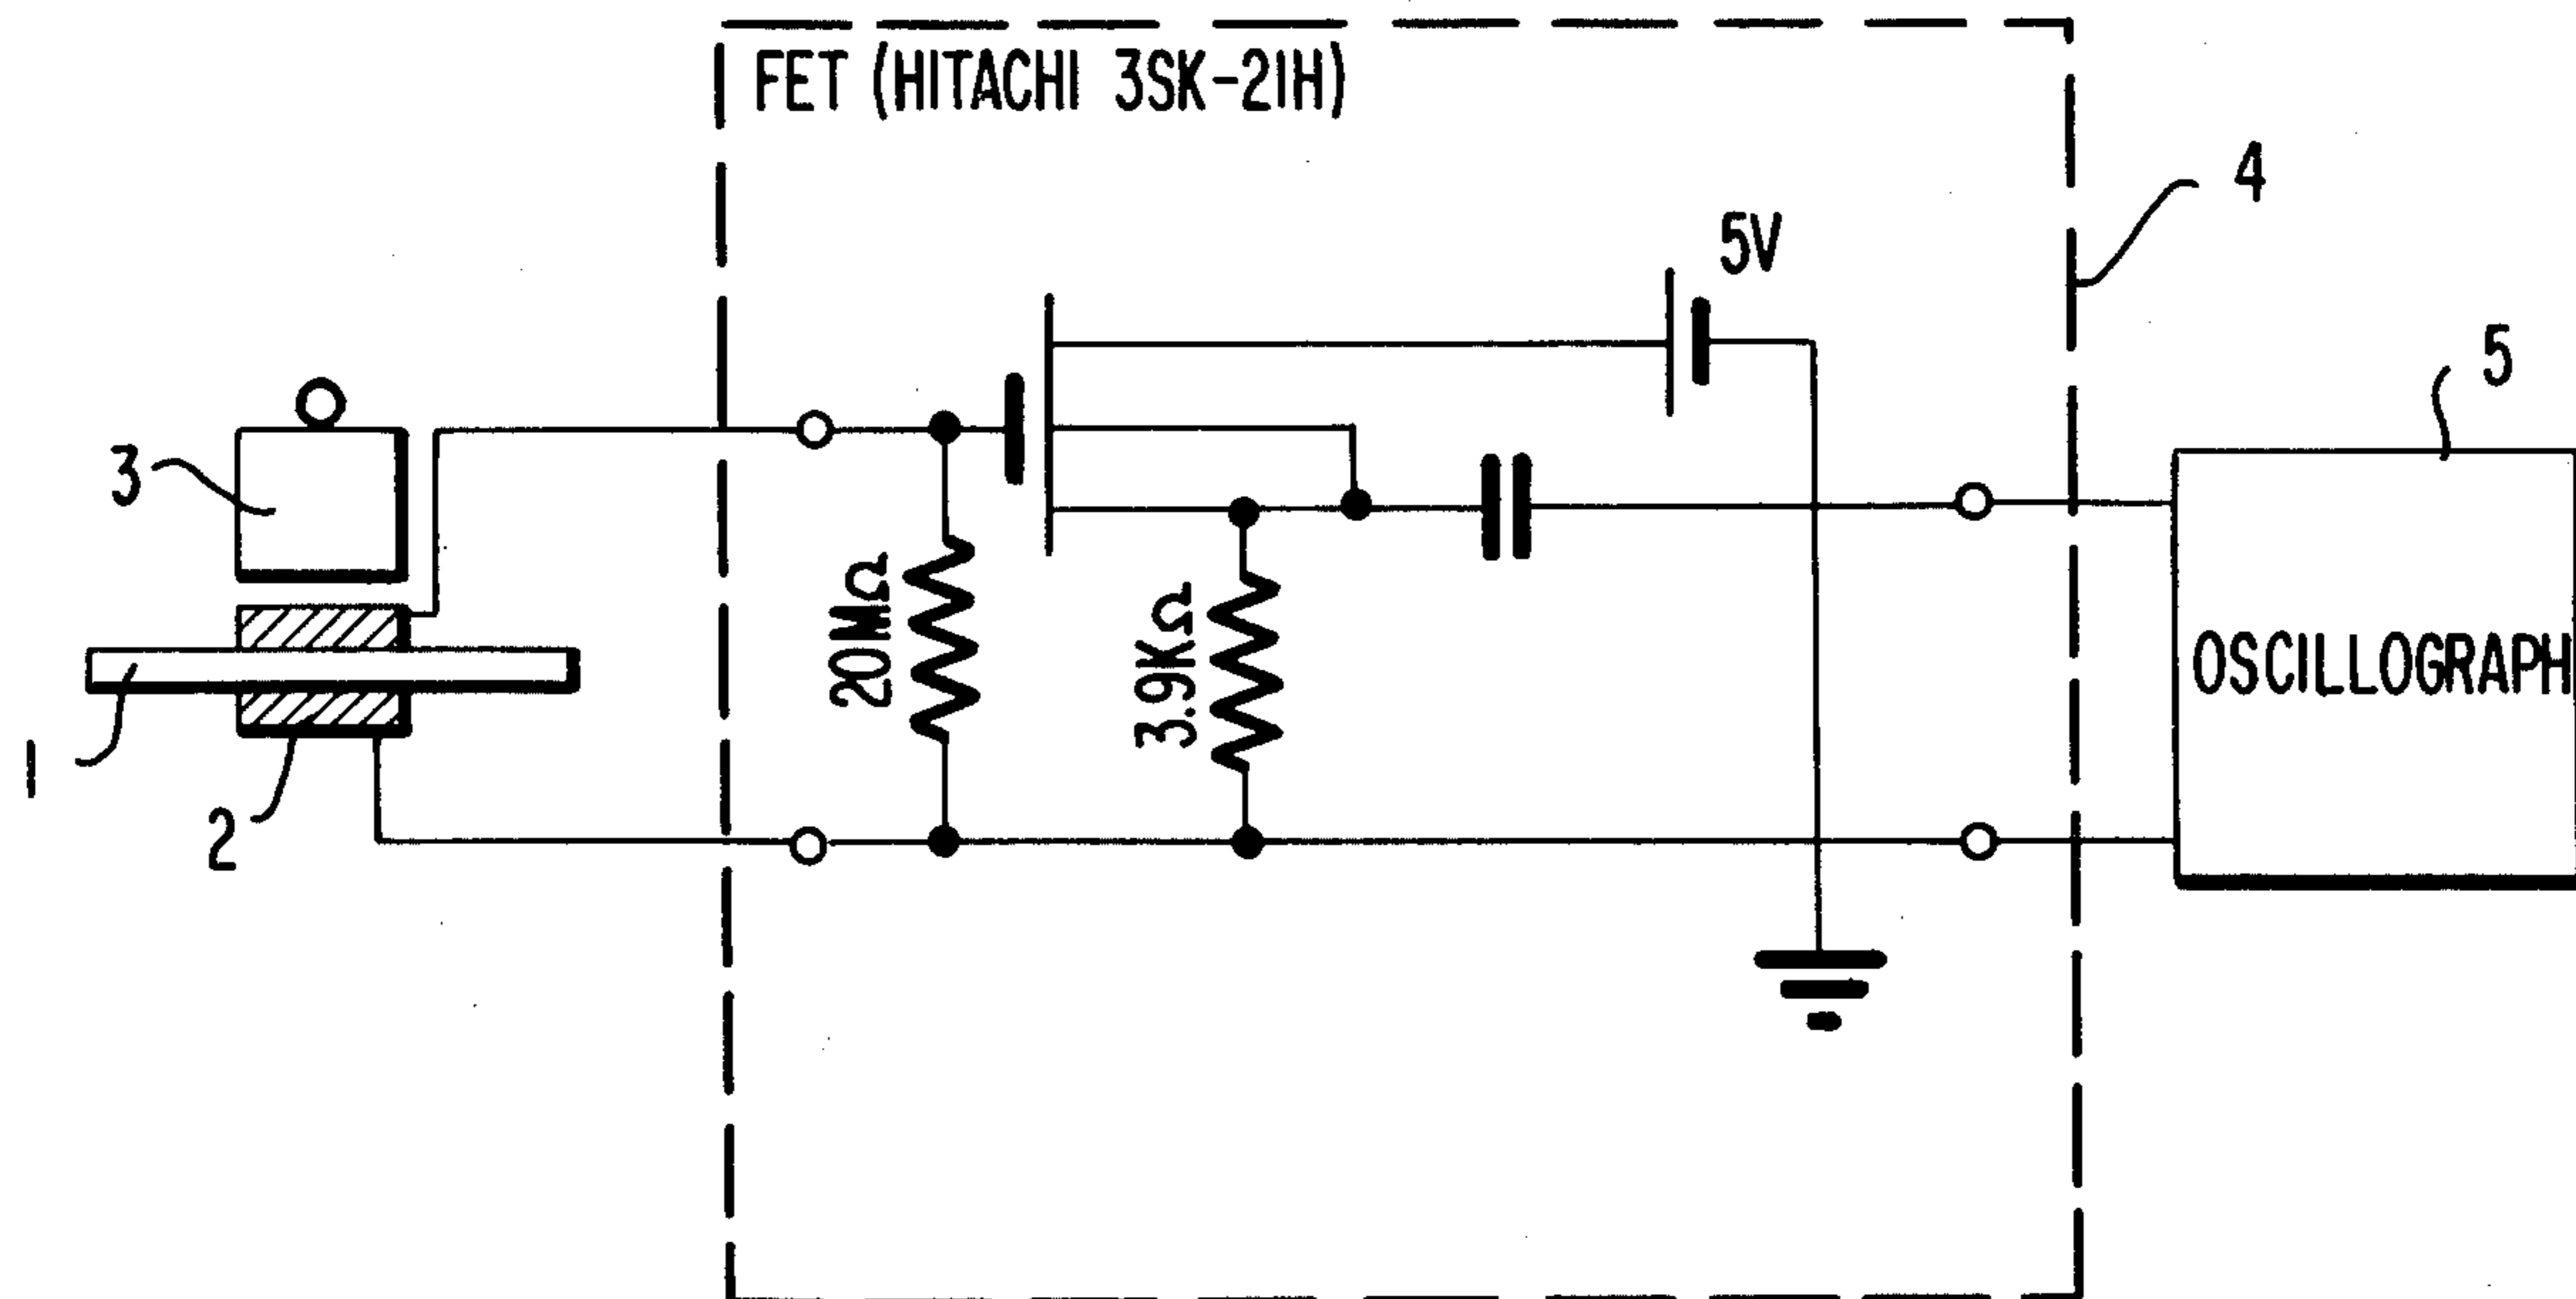 FET (HITACHI 3SK-21H)
4
5V
5
3
20MΩ
3.9KΩ
OSCILLOGRAPH
1
2